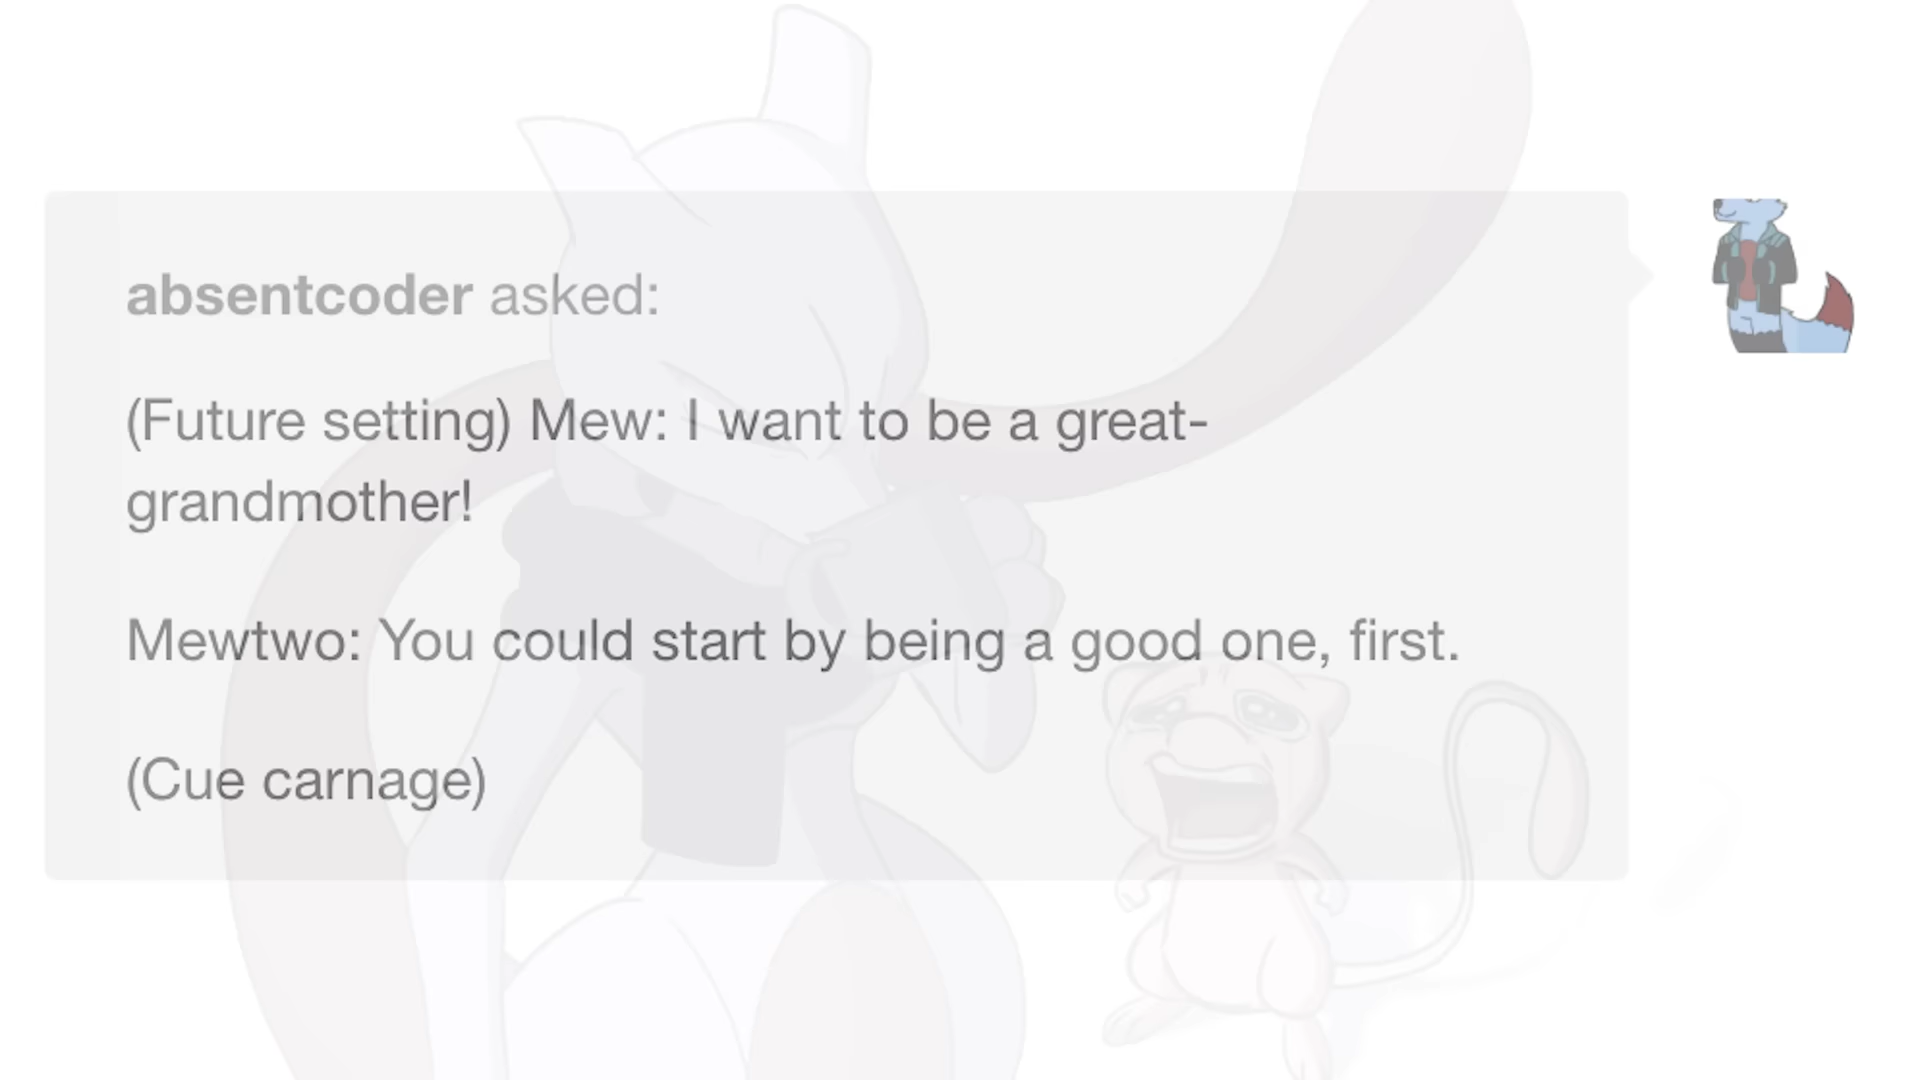 absentcoder asked:
(Future setting) Mew: I want to be a great-
grandmother!
Mewtwo: You could start by being a good one, first.
(Cue carnage)